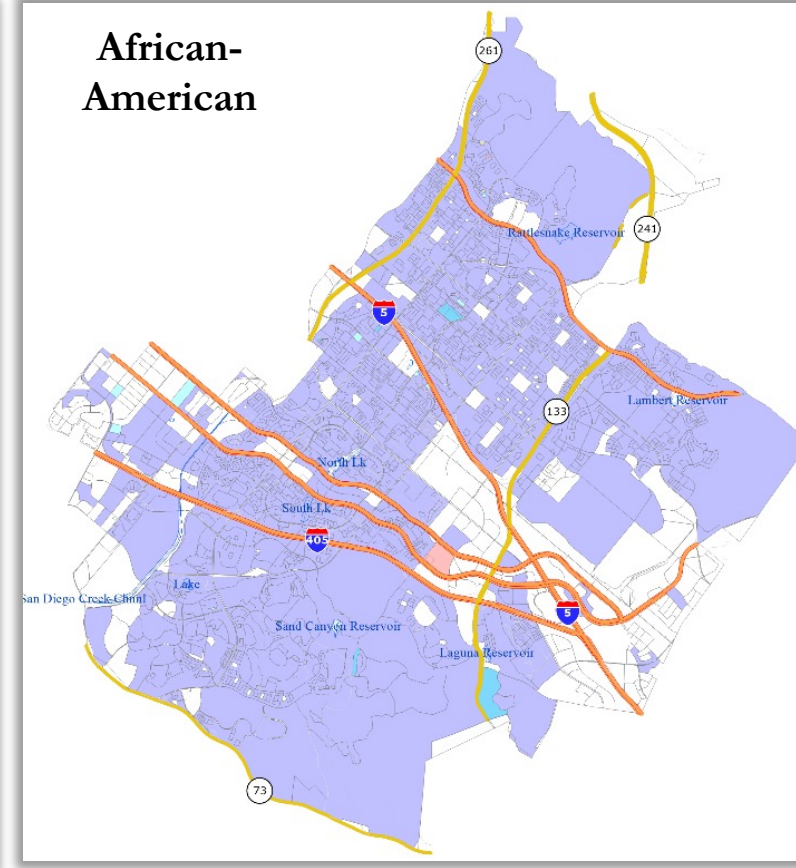 African-
American
261
241
Rattlesnake Reservoir
5
133
Lambert Reservoir
North Lk
South Lk
405
Lake
San Diego Creek Chnnl
Sand Canyon Reservoir
5
Laguna Reservoir
73